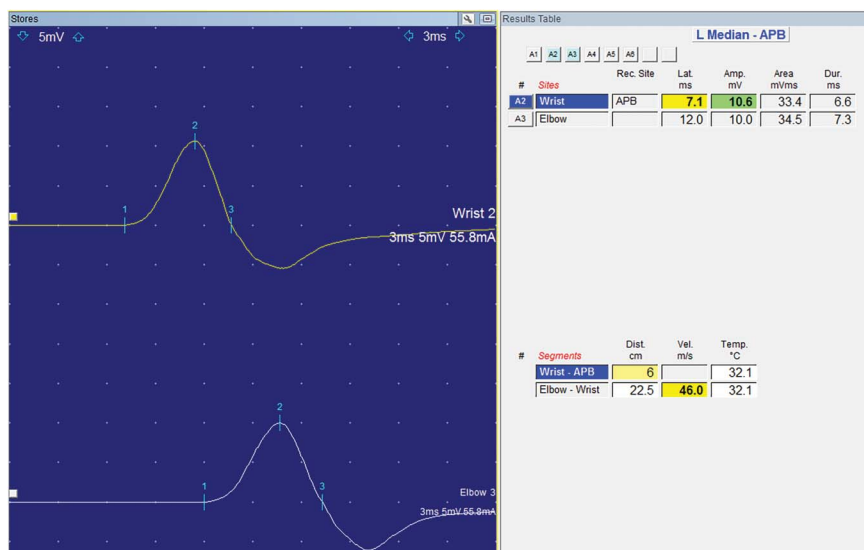 Stores
5mV
3ms
2
1
3
Wrist 2
3ms 5mV 55.8mA
2
1
3
Elbow 3
3ms 5mV 55.8mA
Results Table
L Median - APB
A1 A2 A3 A4 A5 A6
Rec. Site Lat. Amp. Area Dur.
# Sites ms mV mVms ms
A2 Wrist APB 7.1 10.6 33.4 6.6
A3 Elbow 12.0 10.0 34.5 7.3
Dist. Vel. Temp.
# Segments cm m/s °C
Wrist - APB 6 32.1
Elbow - Wrist 22.5 46.0 32.1